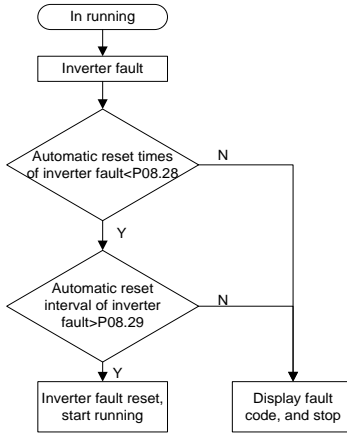 In running
Inverter fault
Automatic reset times
of inverter fault<P08.28
N
Y
Automatic reset
interval of inverter
fault>P08.29
N
Y
Inverter fault reset,
start running
Display fault
code, and stop